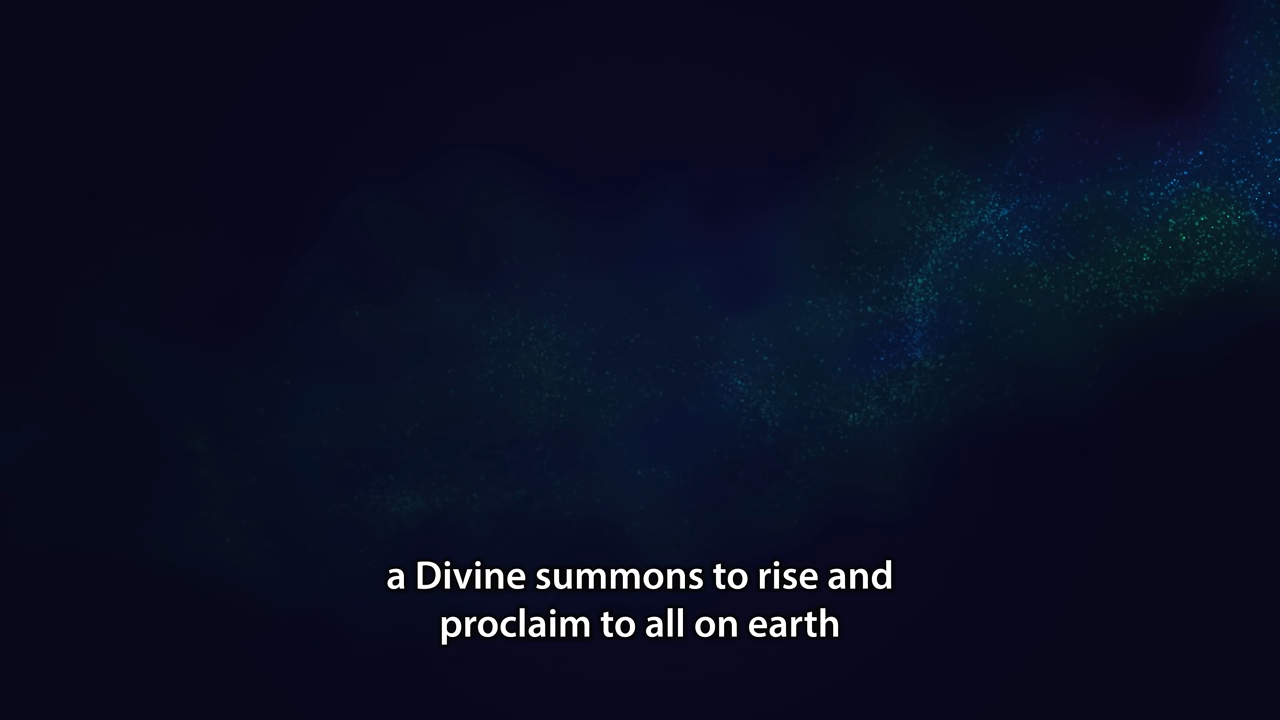 a Divine summons to rise and
proclaim to all on earth